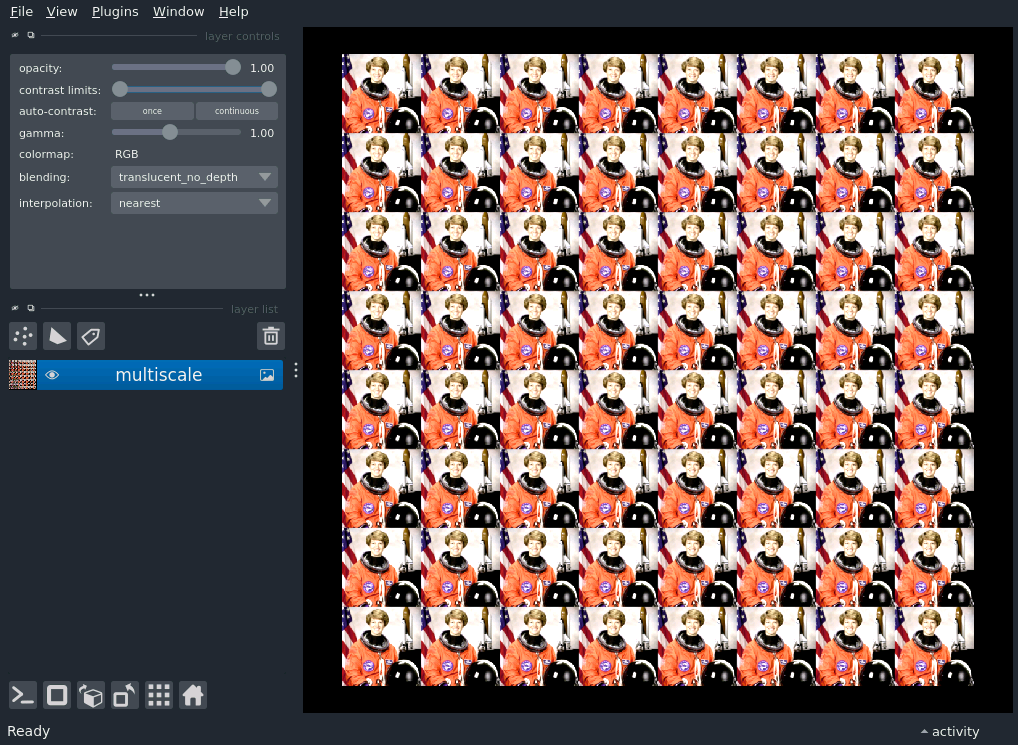 File View Plugins Window Help
layer controls
opacity: 1.00
contrast limits:
auto-contrast: once continuous
gamma: 1.00
colormap: RGB
blending: translucent_no_depth
interpolation: nearest
layer list
multiscale
Ready
activity